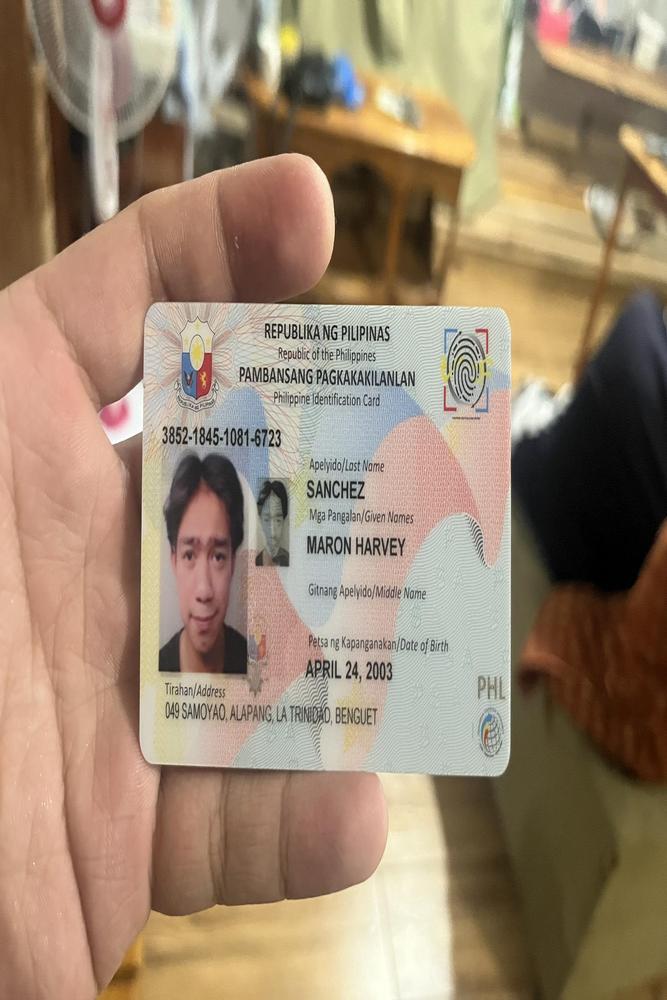 REPUBLIKA NG PILIPINAS
Republic of the Philippines
PAMBANSANG PAGKAKAKILANLAN
Philippine Identification Card
3852-1845-1081-6723
Apelyido/Last Name
SANCHEZ
Mga Pangalan/Given Names
MARON HARVEY
Gitnang Apelyido/Middle Name
Petsa ng Kapanganakan/Date of Birth
APRIL 24, 2003
Tirahan/Address
049 SAMOYAO, ALAPANG, LA TRINIDAD, BENGUET
PHL